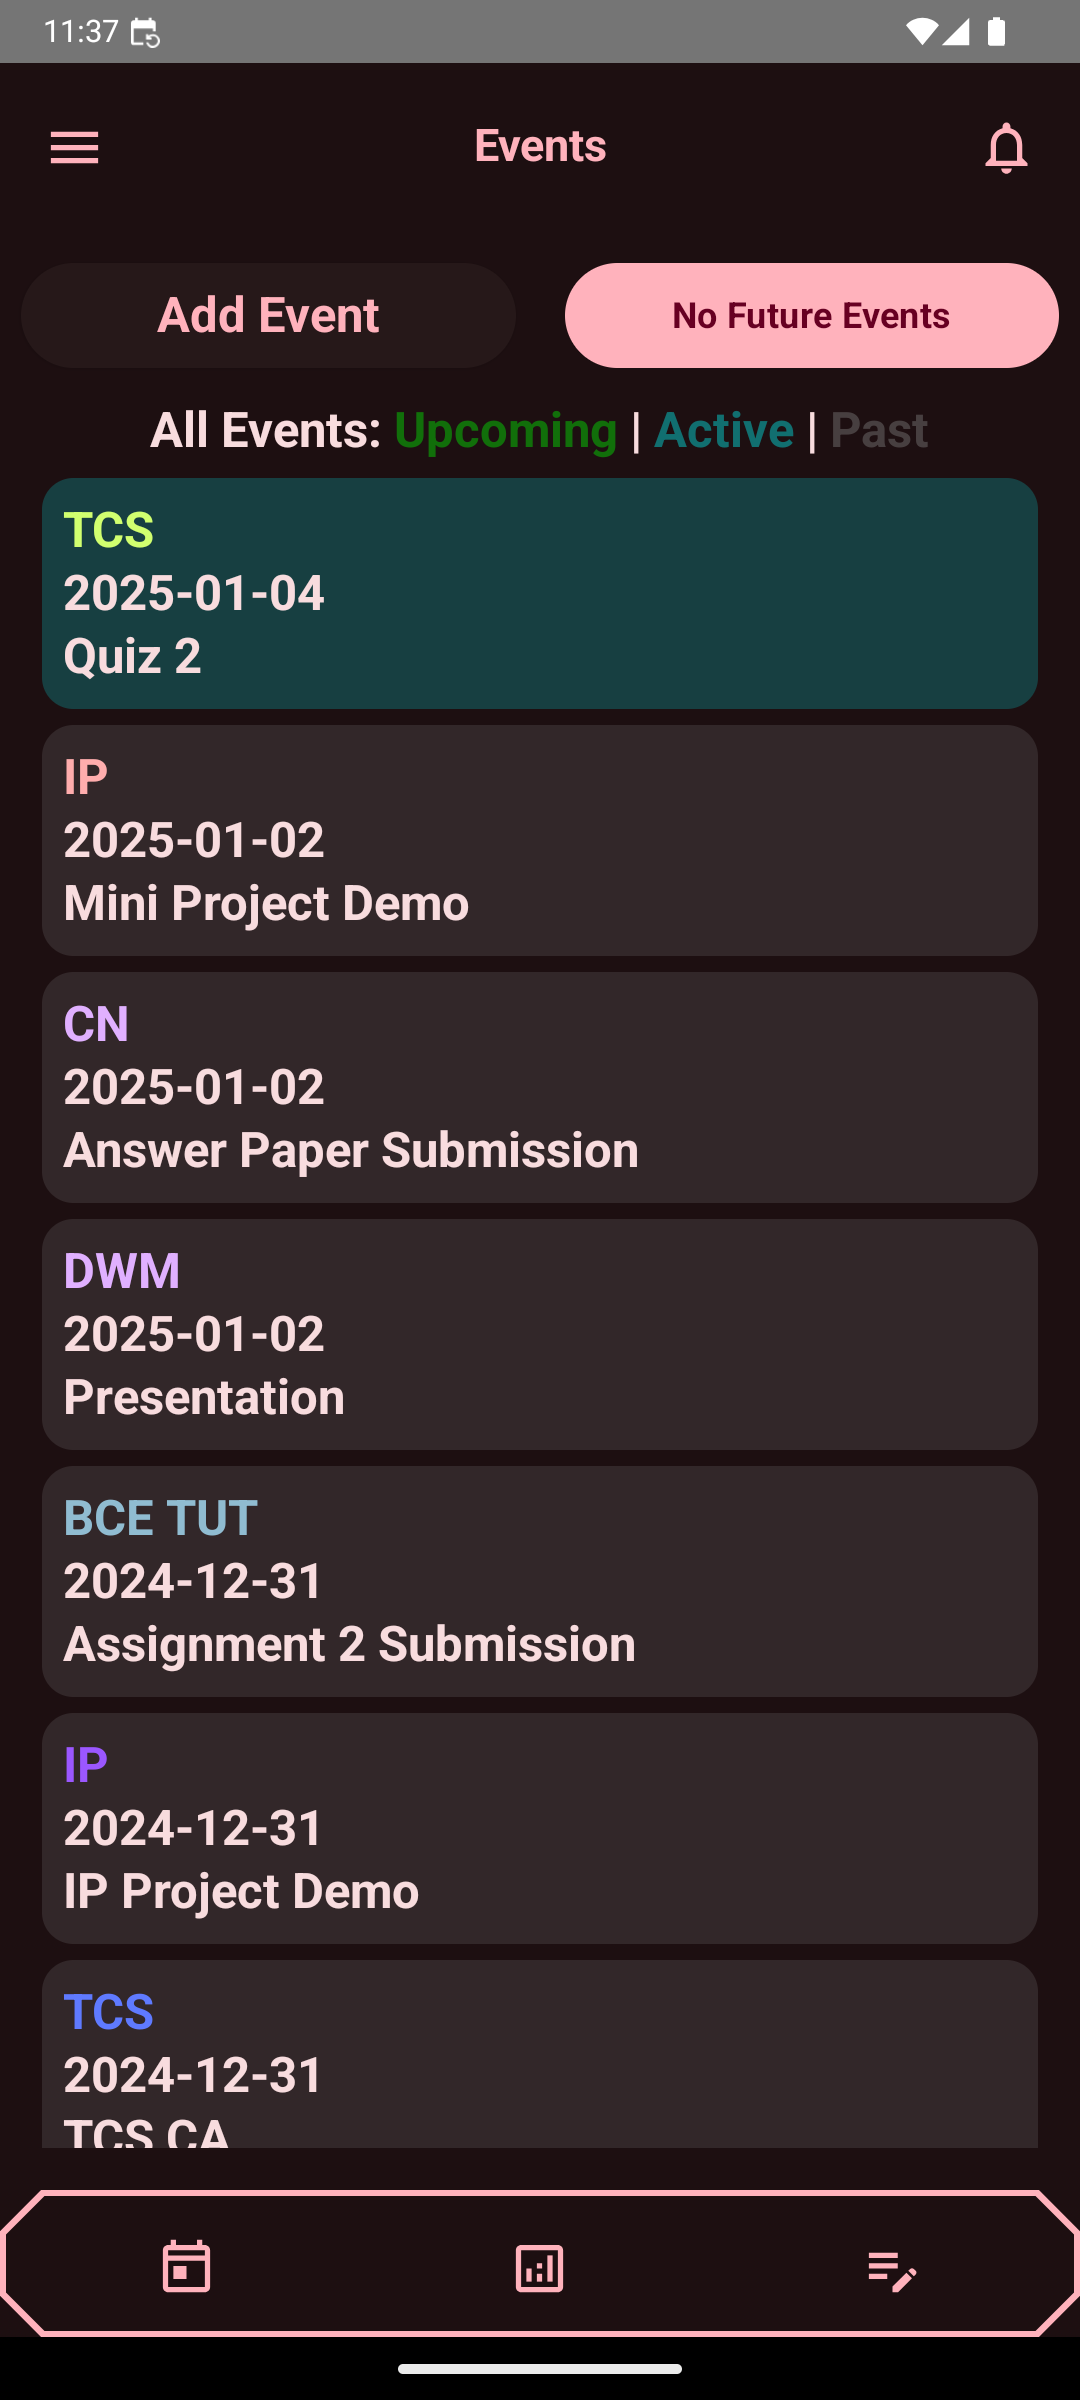 11:37
Events
Add Event
No Future Events
All Events: Upcoming | Active | Past
TCS
2025-01-04
Quiz 2
IP
2025-01-02
Mini Project Demo
CN
2025-01-02
Answer Paper Submission
DWM
2025-01-02
Presentation
BCE TUT
2024-12-31
Assignment 2 Submission
IP
2024-12-31
IP Project Demo
TCS
2024-12-31
TCS CA